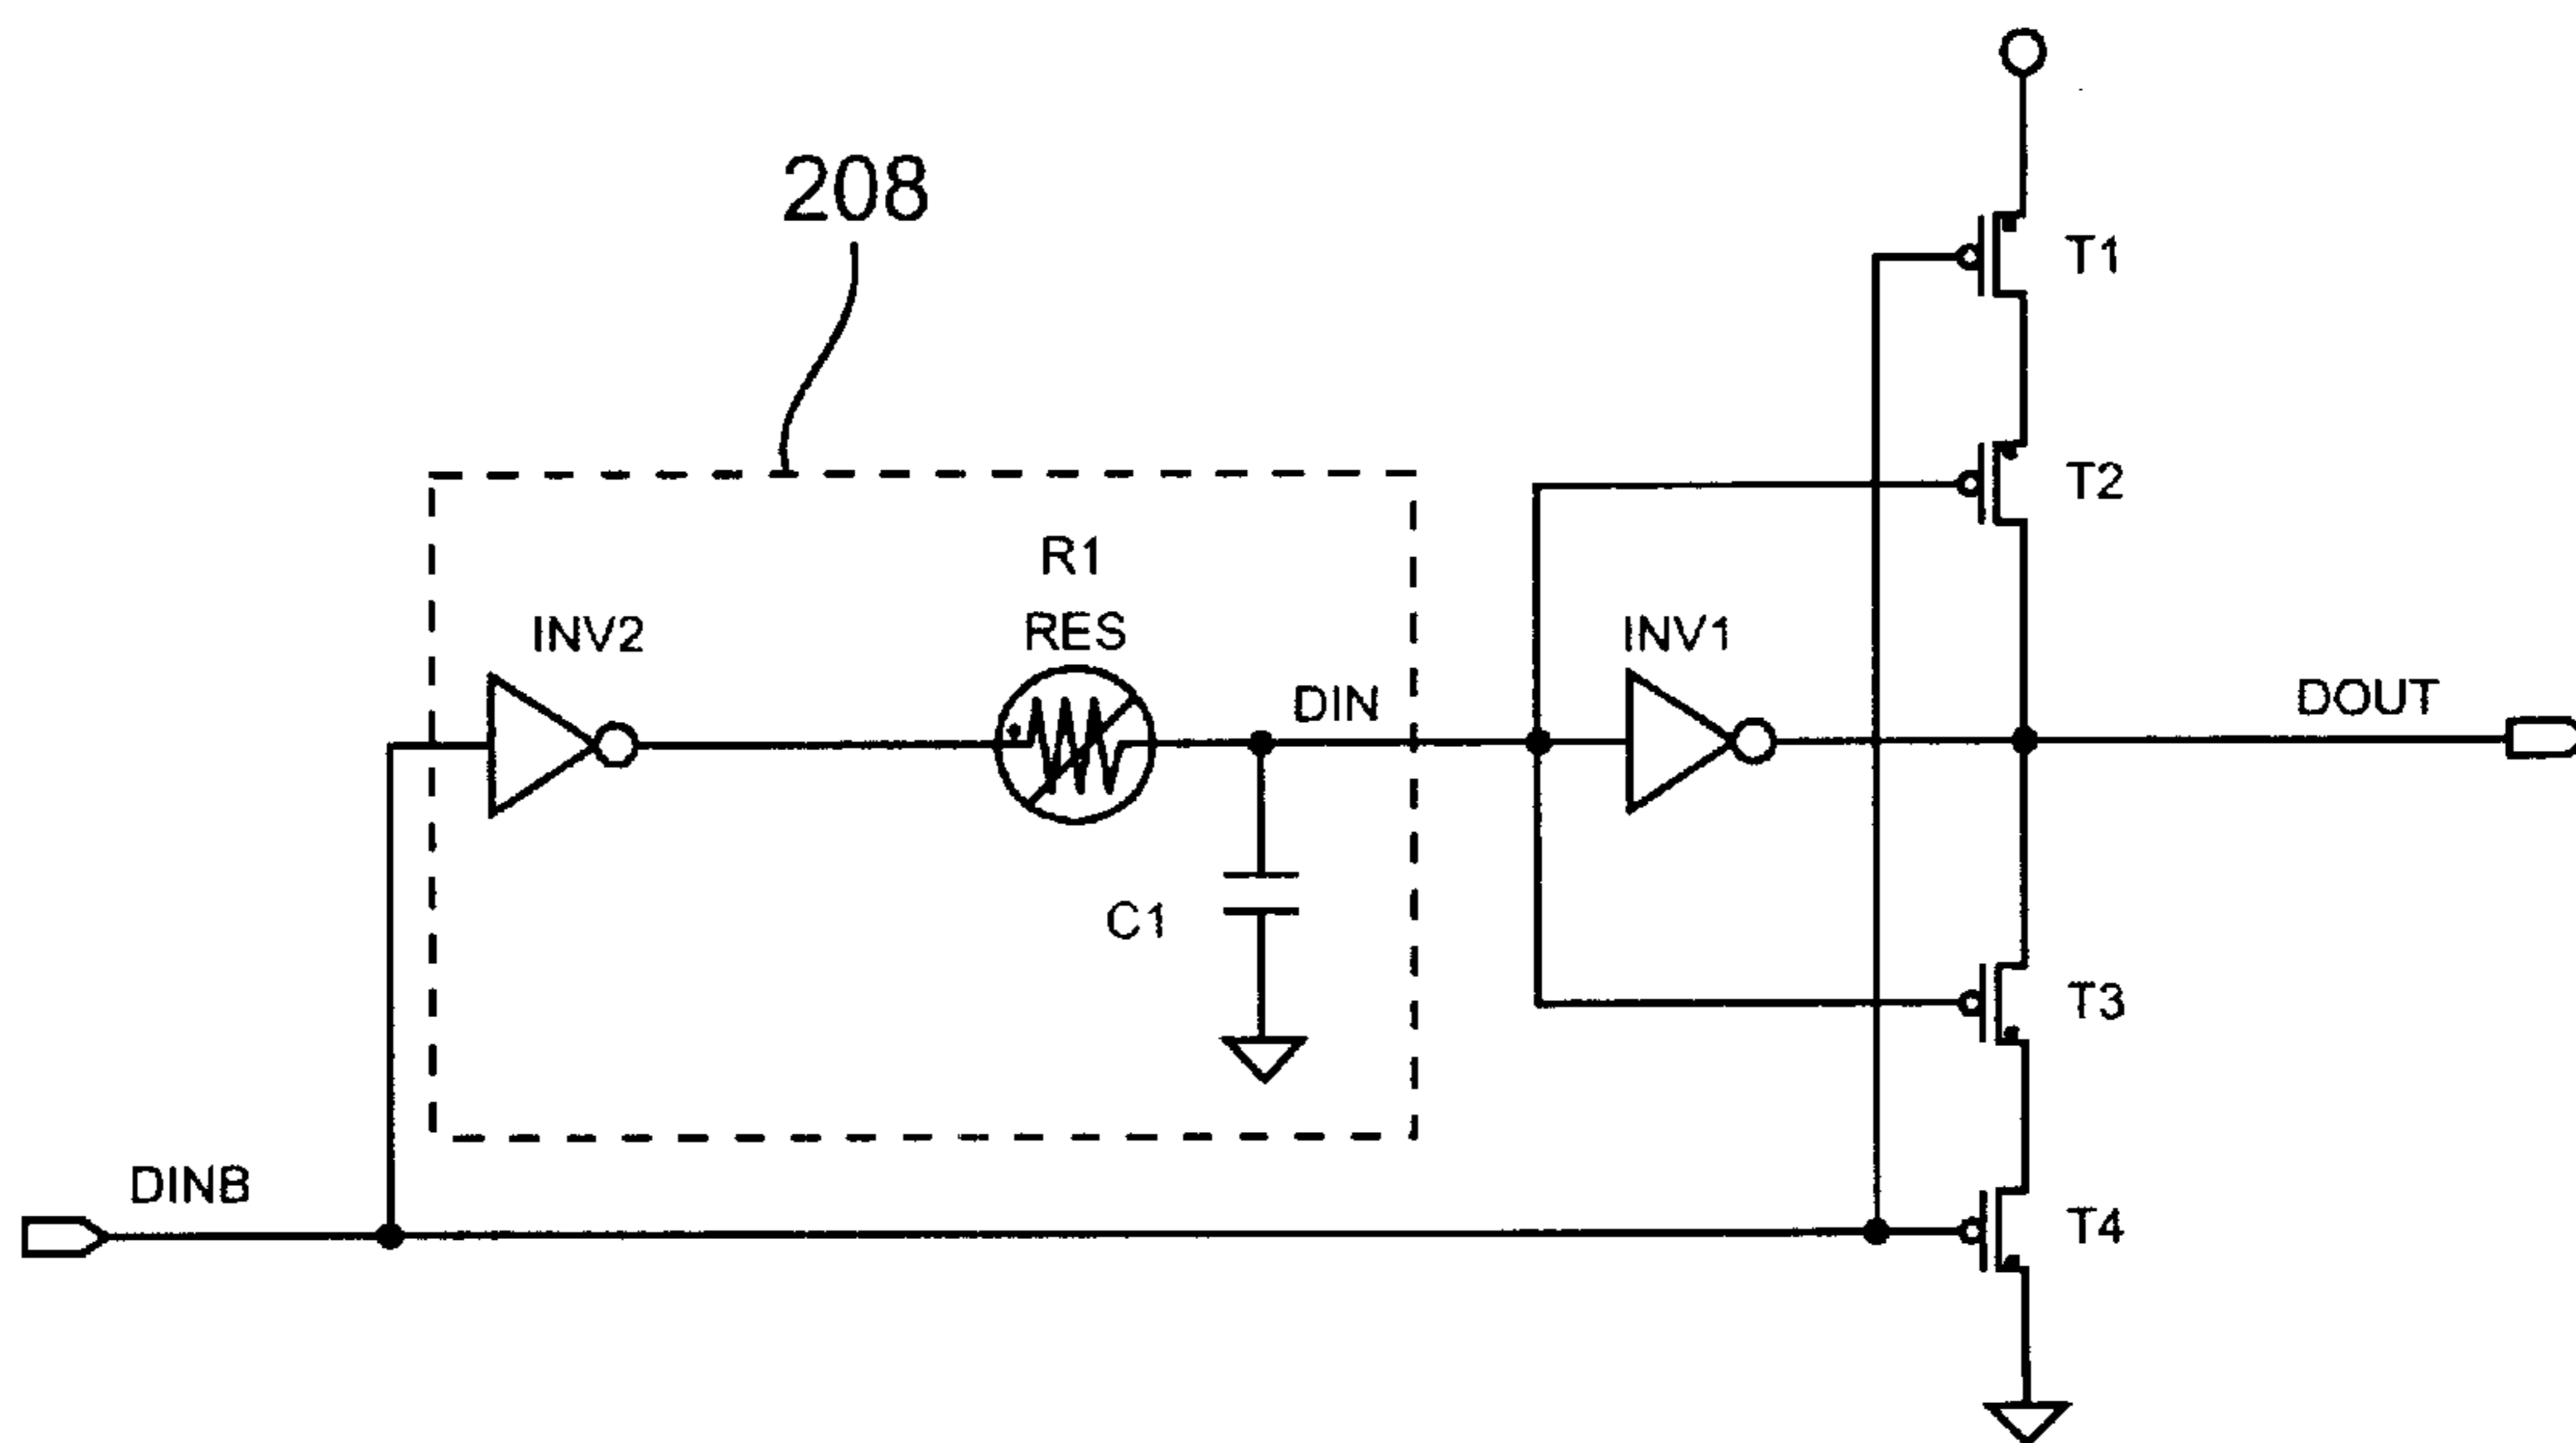 208
T1
T2
R1
RES
INV2
INV1
DIN
DOUT
C1
T3
DINB
T4